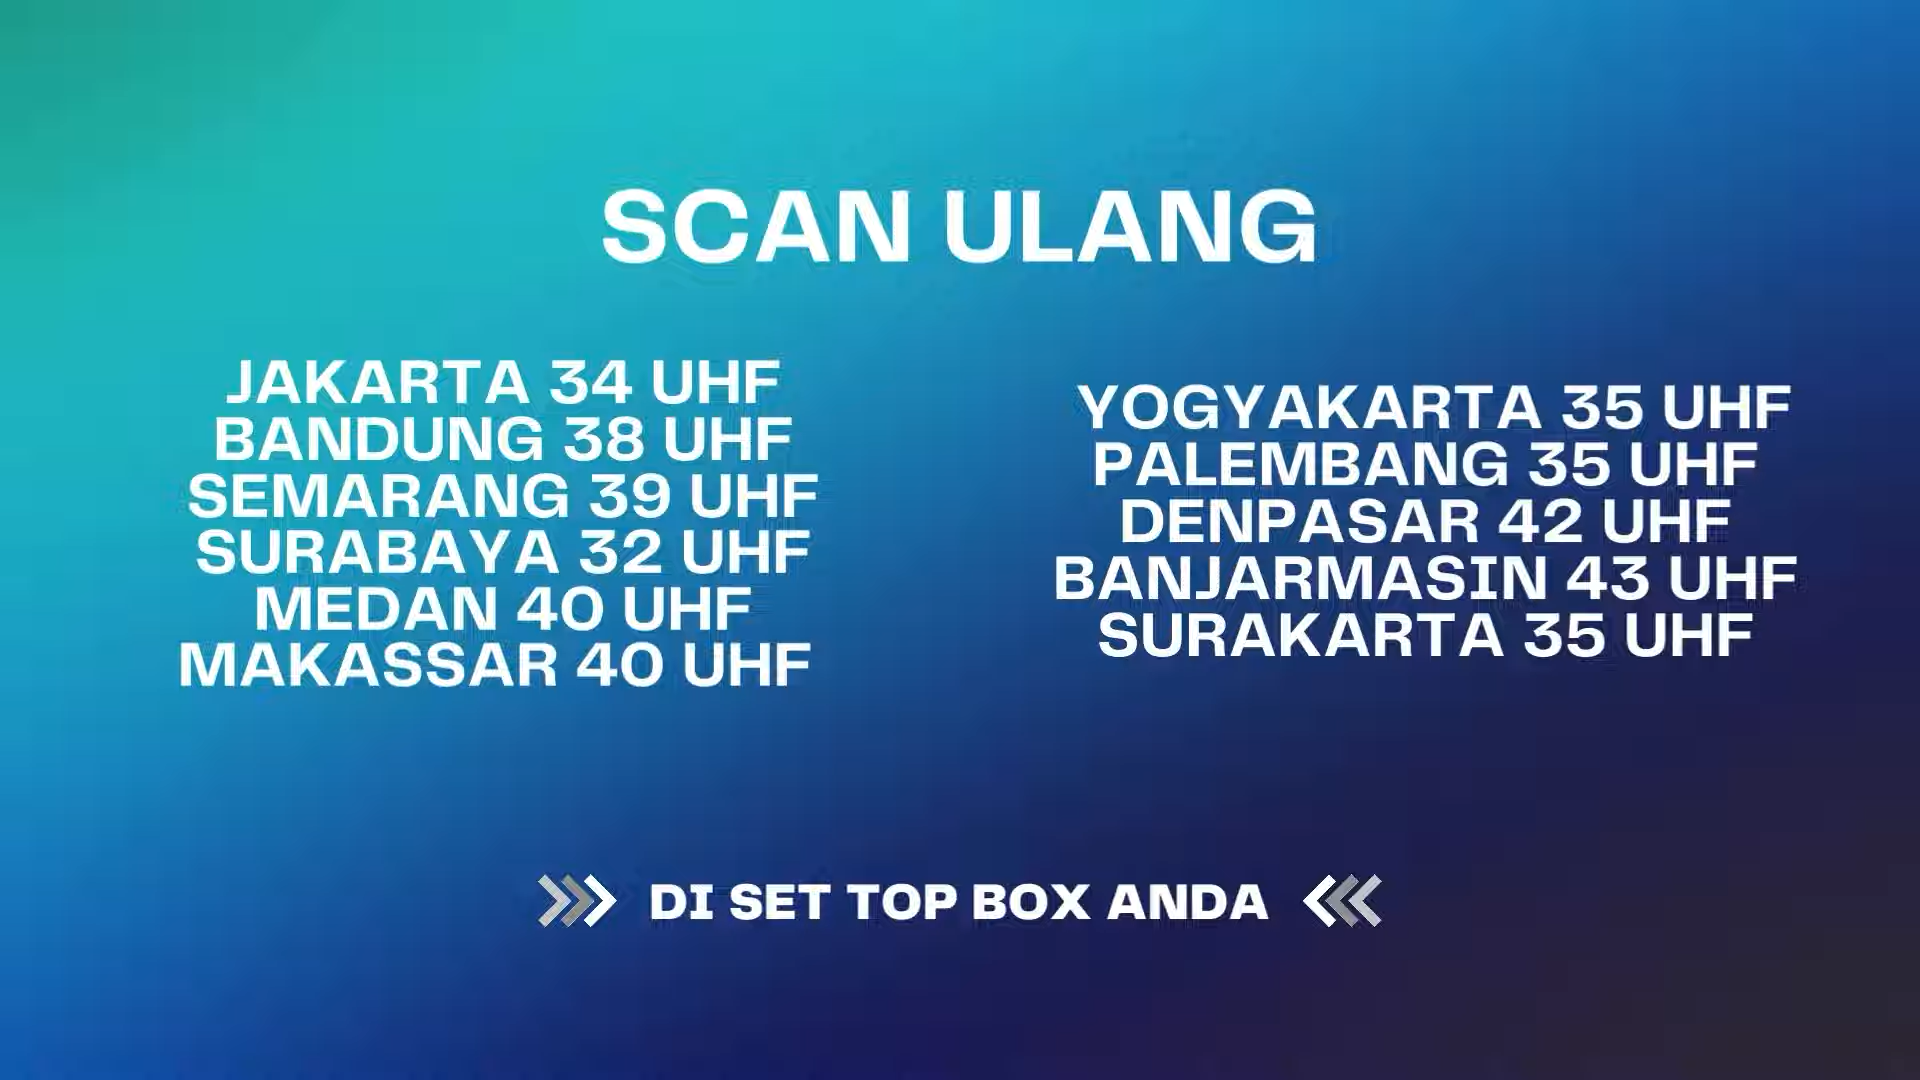 SCAN ULANG
JAKARTA 34 UHF
BANDUNG 38 UHF
SEMARANG 39 UHF
SURABAYA 32 UHF
MEDAN 40 UHF
MAKASSAR 40 UHF
YOGYAKARTA 35 UHF
PALEMBANG 35 UHF
DENPASAR 42 UHF
BANJARMASIN 43 UHF
SURAKARTA 35 UHF
DI SET TOP BOX ANDA